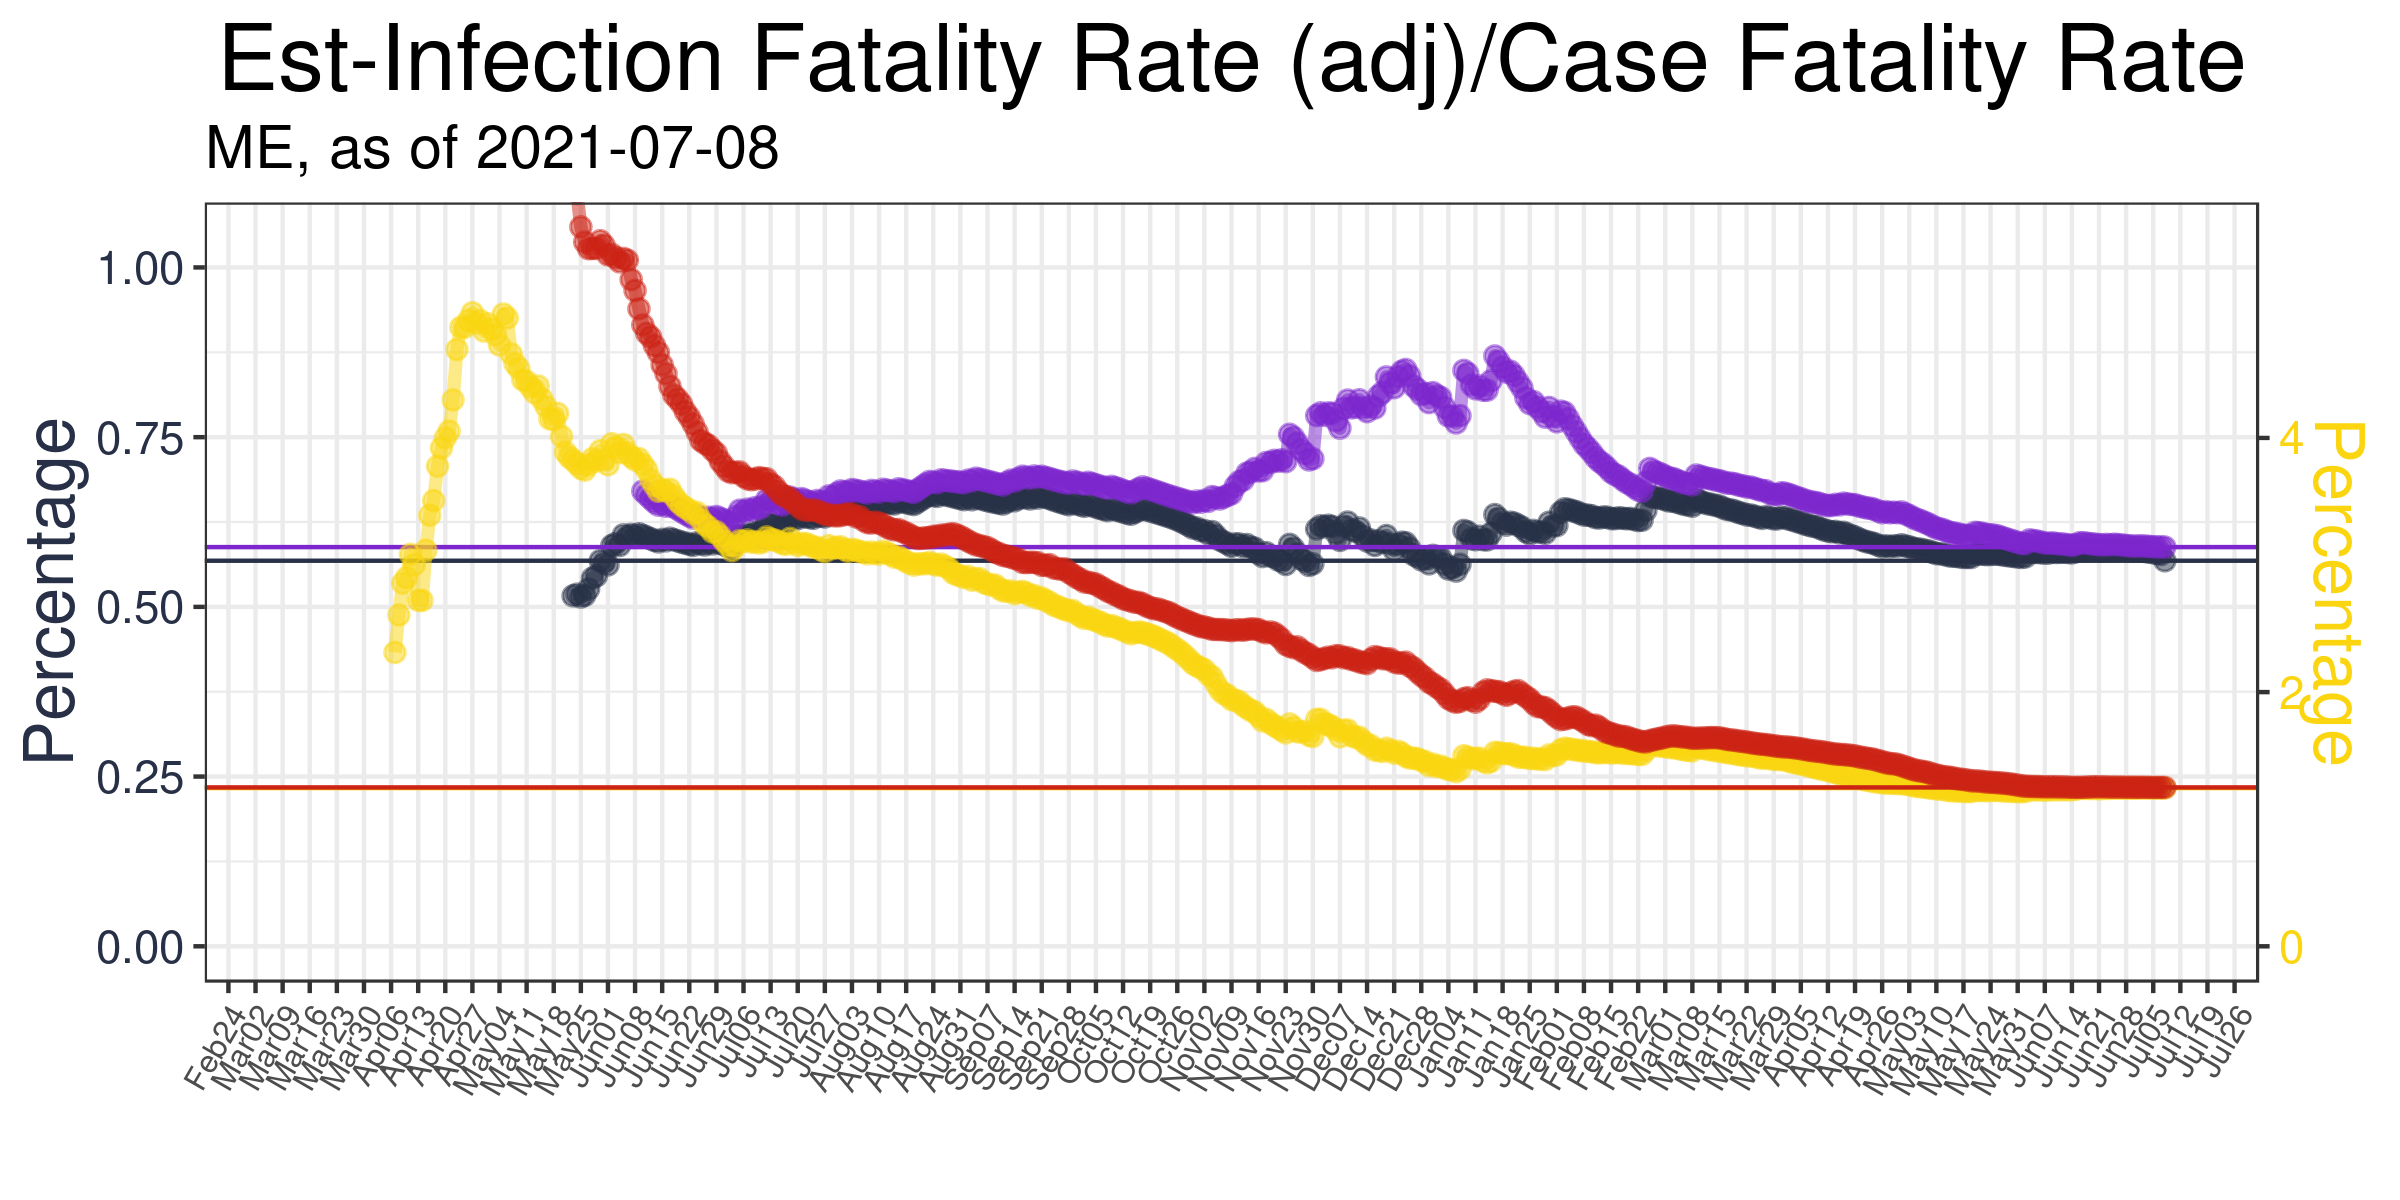 Est-Infection Fatality Rate (adj)/Case Fatality Rate
ME, as of 2021-07-08
Percentage
1.00
0.75
0.50
0.25
0.00
4
2
0
Percentage
Feb24
Mar02
Mar09
Mar16
Mar23
Mar30
Apr06
Apr13
Apr20
Apr27
May04
May11
May18
May25
Jun01
Jun08
Jun15
Jun22
Jun29
Jul06
Jul13
Jul20
Jul27
Aug03
Aug10
Aug17
Aug24
Aug31
Sep07
Sep14
Sep21
Sep28
Oct05
Oct12
Oct19
Oct26
Nov02
Nov09
Nov16
Nov23
Nov30
Dec07
Dec14
Dec21
Dec28
Jan04
Jan11
Jan18
Jan25
Feb01
Feb08
Feb15
Feb22
Mar01
Mar08
Mar15
Mar22
Mar29
Apr05
Apr12
Apr19
Apr26
May03
May10
May17
May24
May31
Jun07
Jun14
Jun21
Jun28
Jul05
Jul12
Jul19
Jul26